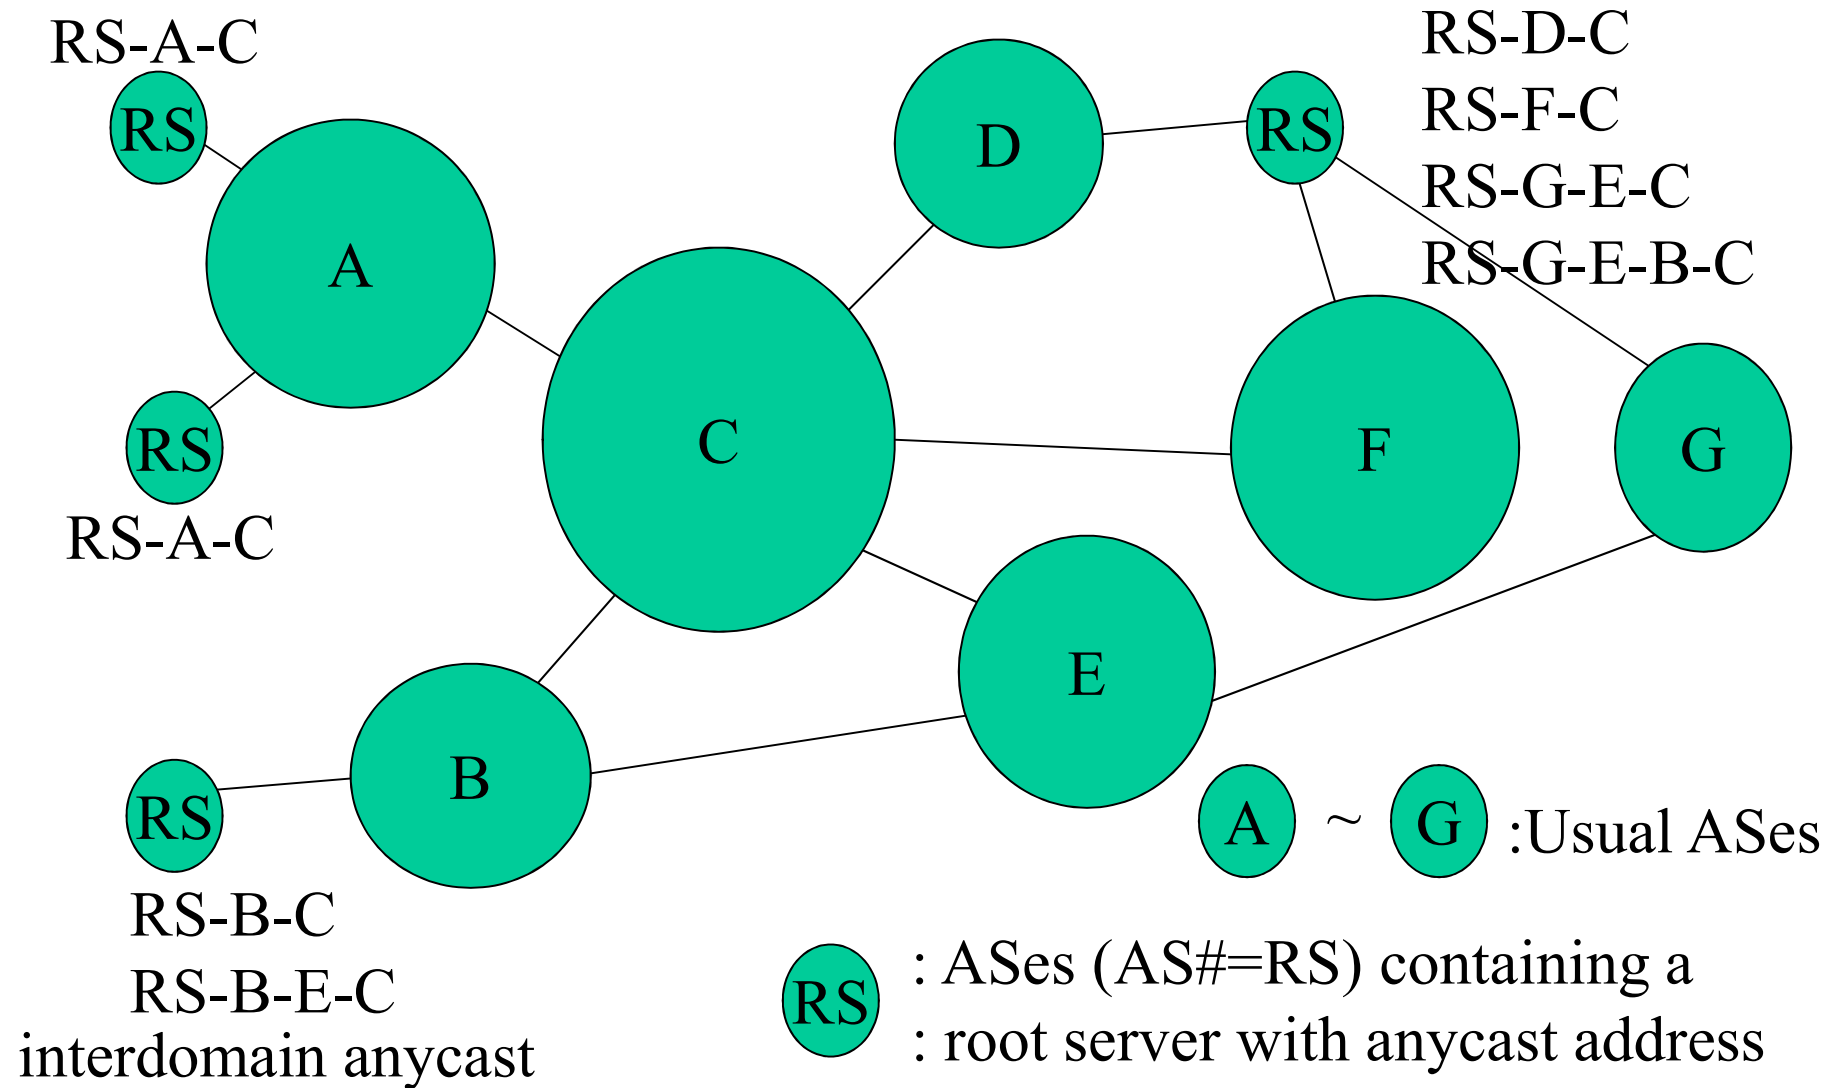 RS-A-C
RS
A
RS
RS-A-C
D
RS
RS-D-C
RS-F-C
RS-G-E-C
RS-G-E-B-C
C
F
G
E
B
RS
RS-B-C
RS-B-E-C
interdomain anycast
A ~ G :Usual ASes
RS : ASes (AS#=RS) containing a
: root server with anycast address